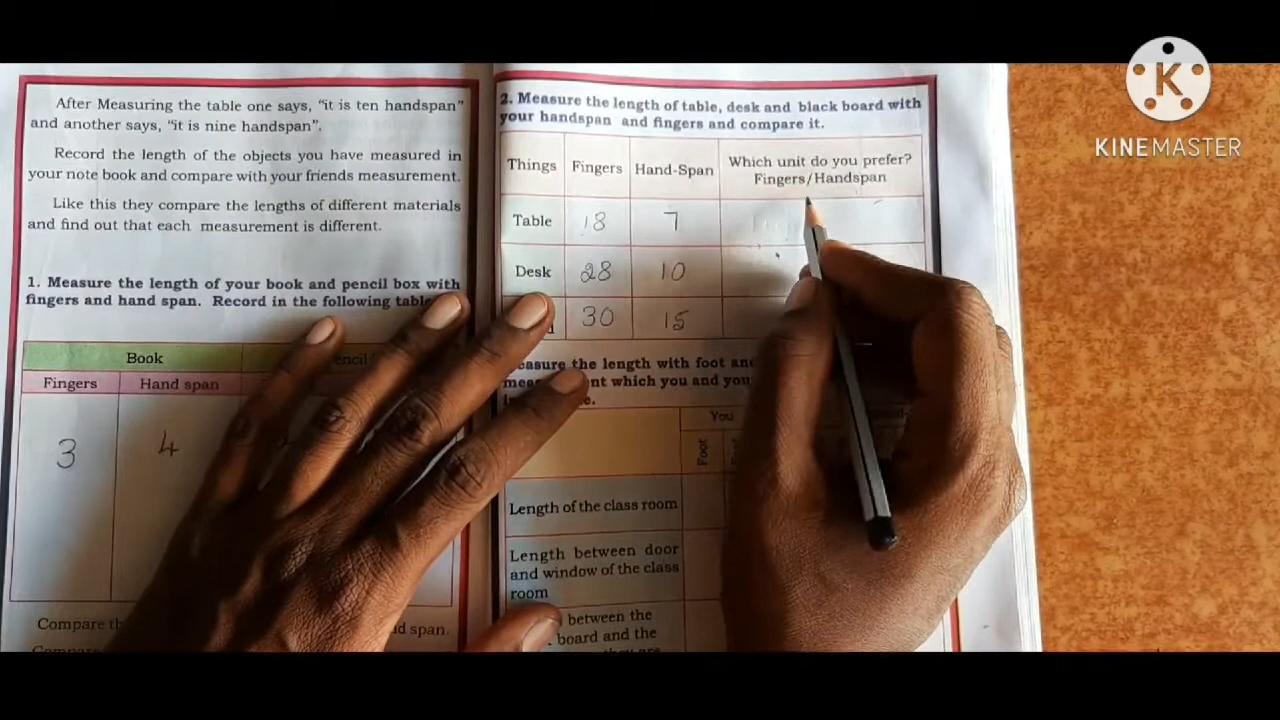 After Measuring the table one says, "it is ten handspan"
and another says, "it is nine handspan".
Record the length of the objects you have measured in
your note book and compare with your friends measurement.
Like this they compare the lengths of different materials
and find out that each measurement is different.
1. Measure the length of your book and pencil box with
fingers and hand span. Record in the following table
Book
Fingers Hand span
3 4
Compare
span.
2. Measure the length of table, desk and black board with
your handspan and fingers and compare it.
Things Fingers Hand-Span Which unit do you prefer?
Fingers/Handspan
Table 18 7
Desk 28 10
30 15
the length with foot
which you and
You
Foot
Length of the class room
Length between door
and window of the class
room
between the
board and the
K
KINEMASTER